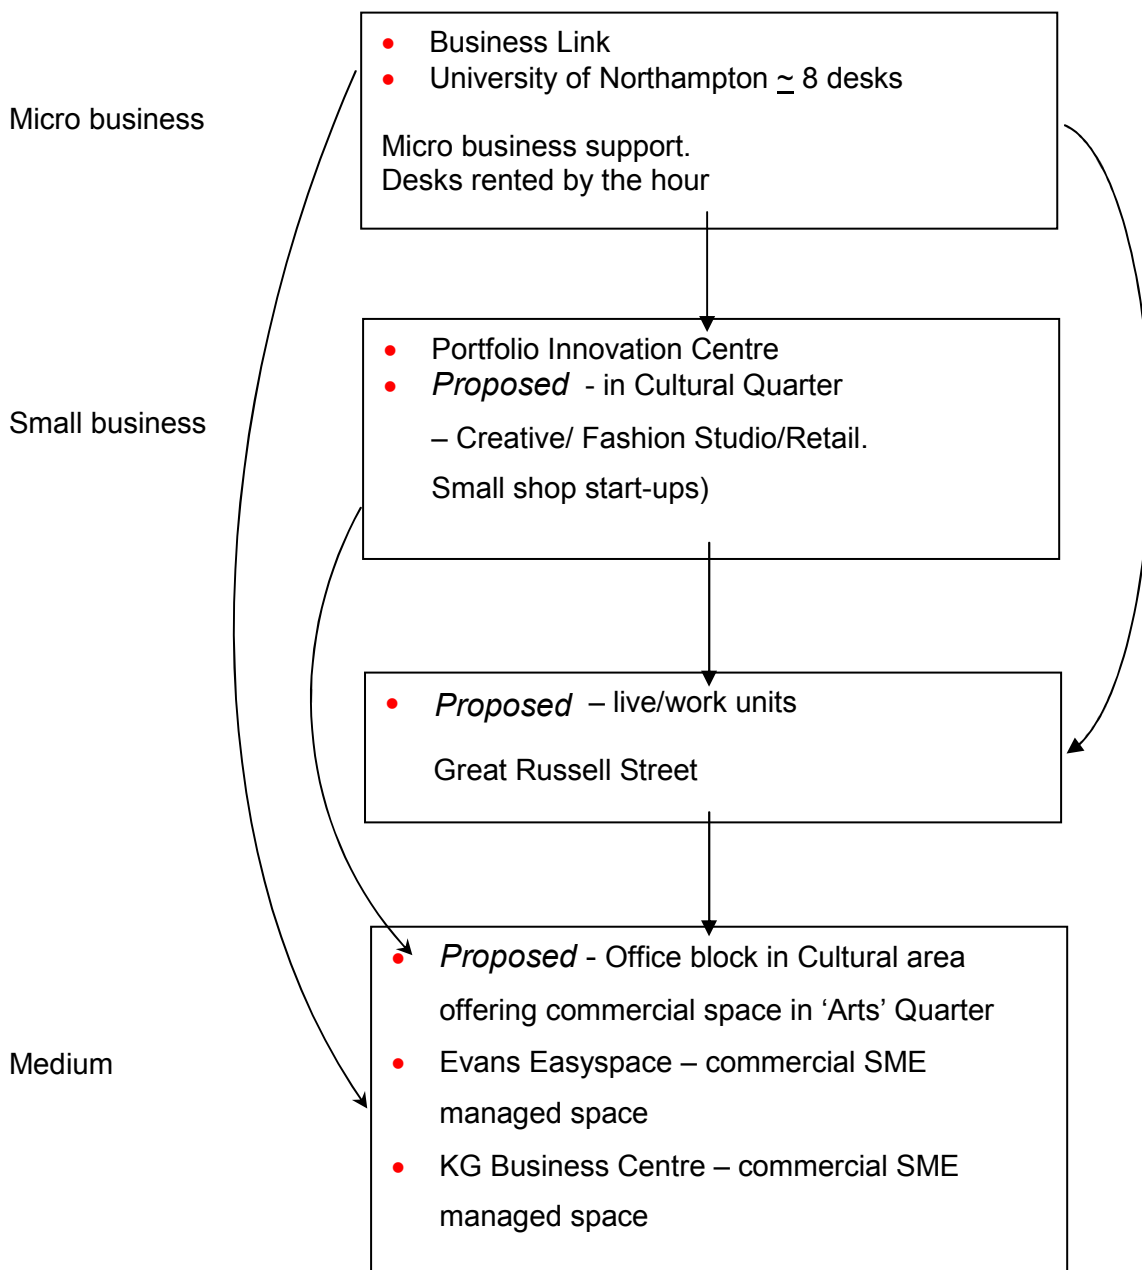 • Business Link
• University of Northampton ~ 8 desks
Micro business
Micro business support.
Desks rented by the hour
• Portfolio Innovation Centre
• Proposed - in Cultural Quarter
Small business
– Creative/ Fashion Studio/Retail.
Small shop start-ups)
• Proposed – live/work units
Great Russell Street
• Proposed - Office block in Cultural area
offering commercial space in ‘Arts’ Quarter
Medium
• Evans Easyspace – commercial SME
managed space
• KG Business Centre – commercial SME
managed space